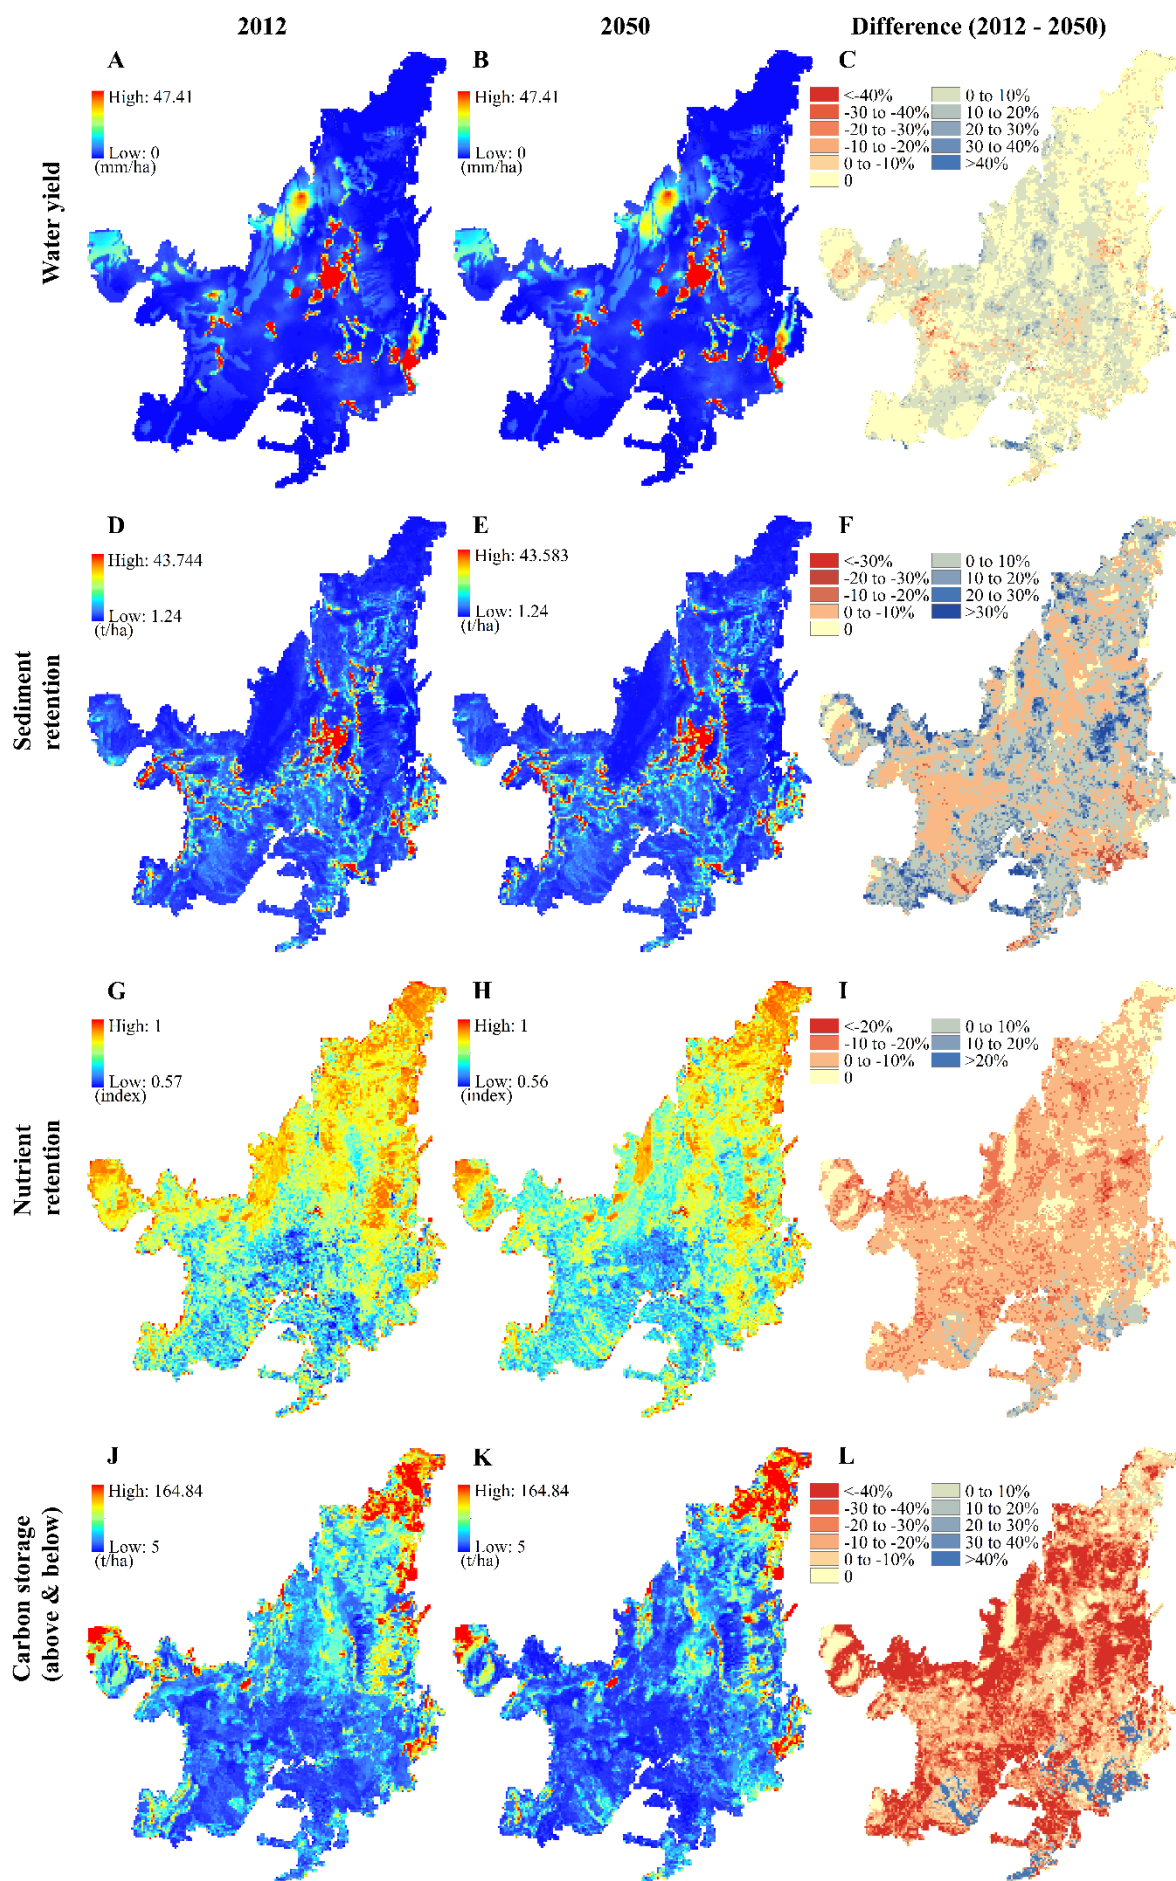 2012 2050 Difference (2012 - 2050)
Water yield
A
High: 47.41
Low: 0
(mm/ha)
B
High: 47.41
Low: 0
(mm/ha)
C
<-40% 0 to 10%
-30 to -40% 10 to 20%
-20 to -30% 20 to 30%
-10 to -20% 30 to 40%
0 to -10% >40%
0
Sediment
retention
D
High: 43.744
Low: 1.24
(t/ha)
E
High: 43.583
Low: 1.24
(t/ha)
F
<-30% 0 to 10%
-20 to -30% 10 to 20%
-10 to -20% 20 to 30%
0 to -10% >30%
0
Nutrient
retention
G
High: 1
Low: 0.57
(index)
H
High: 1
Low: 0.56
(index)
I
<-20% 0 to 10%
-10 to -20% 10 to 20%
0 to -10% >20%
0
Carbon storage
(above & below)
J
High: 164.84
Low: 5
(t/ha)
K
High: 164.84
Low: 5
(t/ha)
L
<-40% 0 to 10%
-30 to -40% 10 to 20%
-20 to -30% 20 to 30%
-10 to -20% 30 to 40%
0 to -10% >40%
0